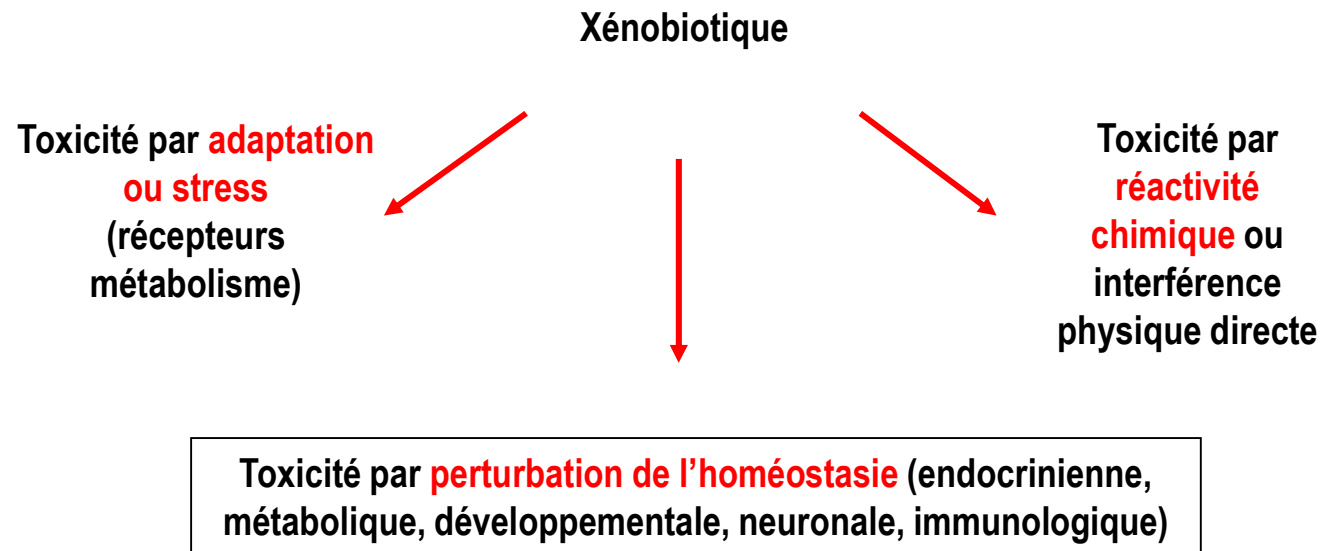 Xénobiotique
Toxicité par adaptation
ou stress
(récepteurs
métabolisme)
Toxicité par
réactivité
chimique ou
interférence
physique directe
Toxicité par perturbation de l’homéostasie (endocrinienne,
métabolique, développementale, neuronale, immunologique)